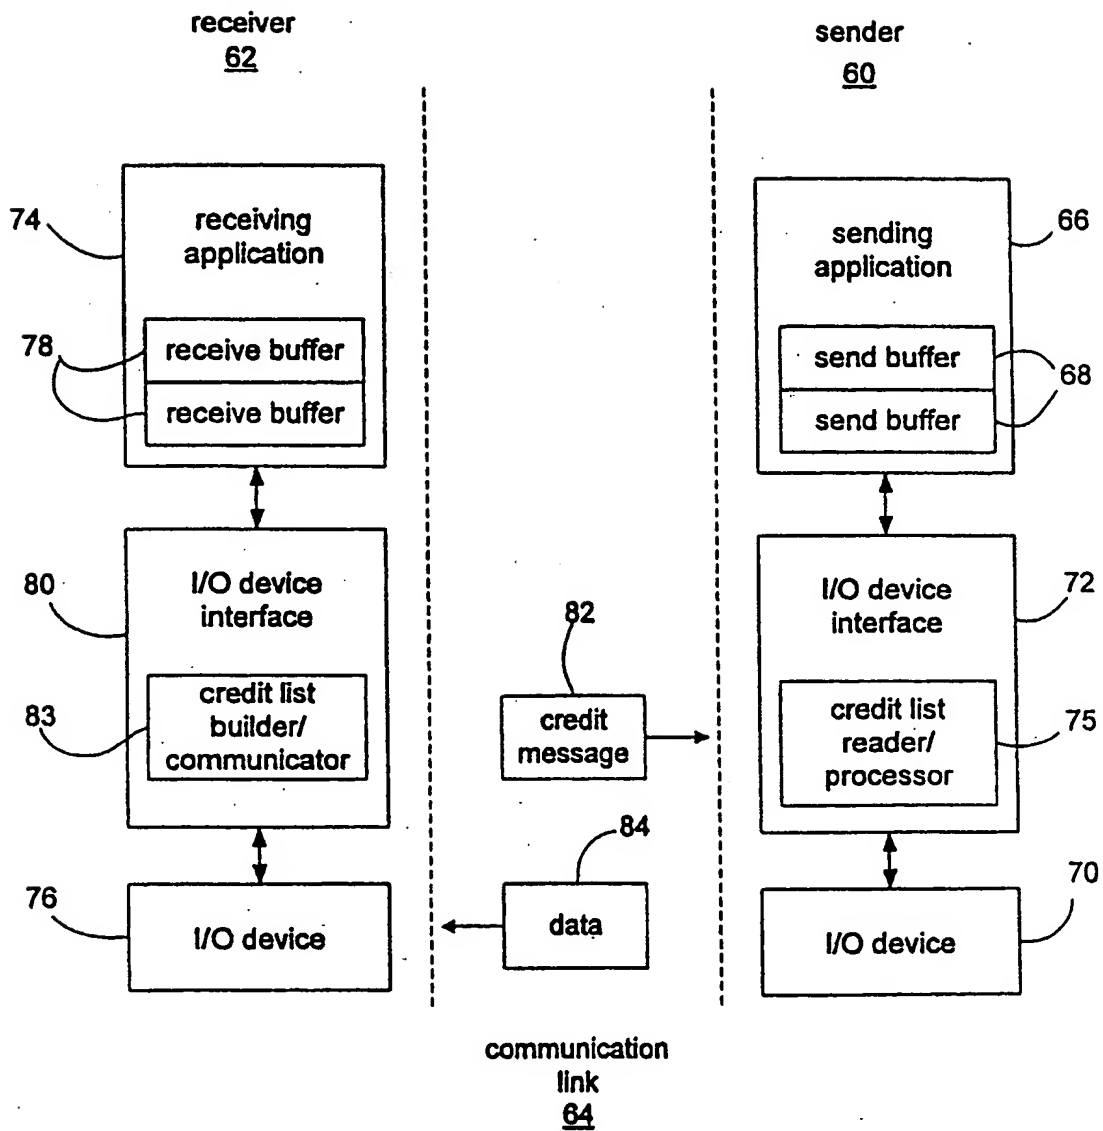 receiver
62
sender
60
74
receiving
application
78
receive buffer
receive buffer
66
sending
application
send buffer
68
send buffer
80
I/O device
interface
83
credit list
builder/
communicator
82
credit
message
72
I/O device
interface
75
credit list
reader/
processor
76
I/O device
84
data
70
I/O device
communication
link
64